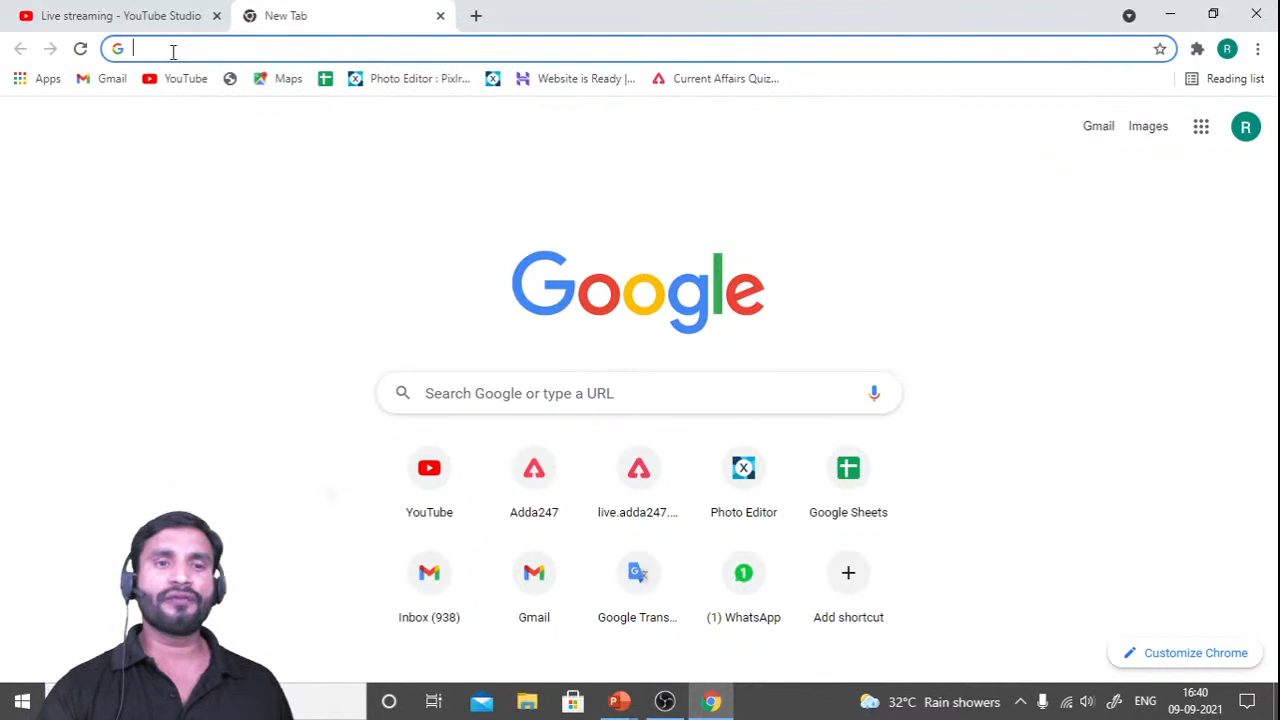 Live streaming - YouTube Studio
New Tab
Apps
Gmail
YouTube
Maps
Photo Editor : Pixlr...
Website is Ready |...
Current Affairs Quiz...
Reading list
R
Gmail
Images
R
Google
Search Google or type a URL
YouTube
Adda247
live.adda247....
Photo Editor
Google Sheets
Inbox (938)
Gmail
Google Trans...
(1) WhatsApp
Add shortcut
Customize Chrome
32°C Rain showers
ENG
16:40
09-09-2021